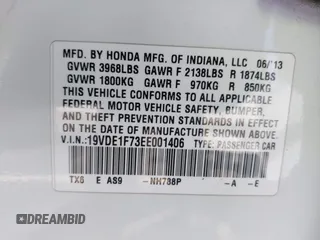 MFD. BY HONDA MFG. OF INDIANA, LLC 06/13
GVWR 3968LBS GAWR F 2138LBS R 1874LBS
GVWR 1800KG GAWR F 970KG R 850KG
THIS VEHICLE CONFORMS TO ALL APPLICABLE
FEDERAL MOTOR VEHICLE SAFETY, BUMPER,
AND THEFT PREVENTION STANDARDS IN EFFECT
ON THE DATE OF MANUFACTURE SHOWN ABOVE.
V.I.N.:19VDE1F73EE001406 TYPE: PASSENGER CAR
E AS9 -NH788P -A -E
DREAMBID.COM